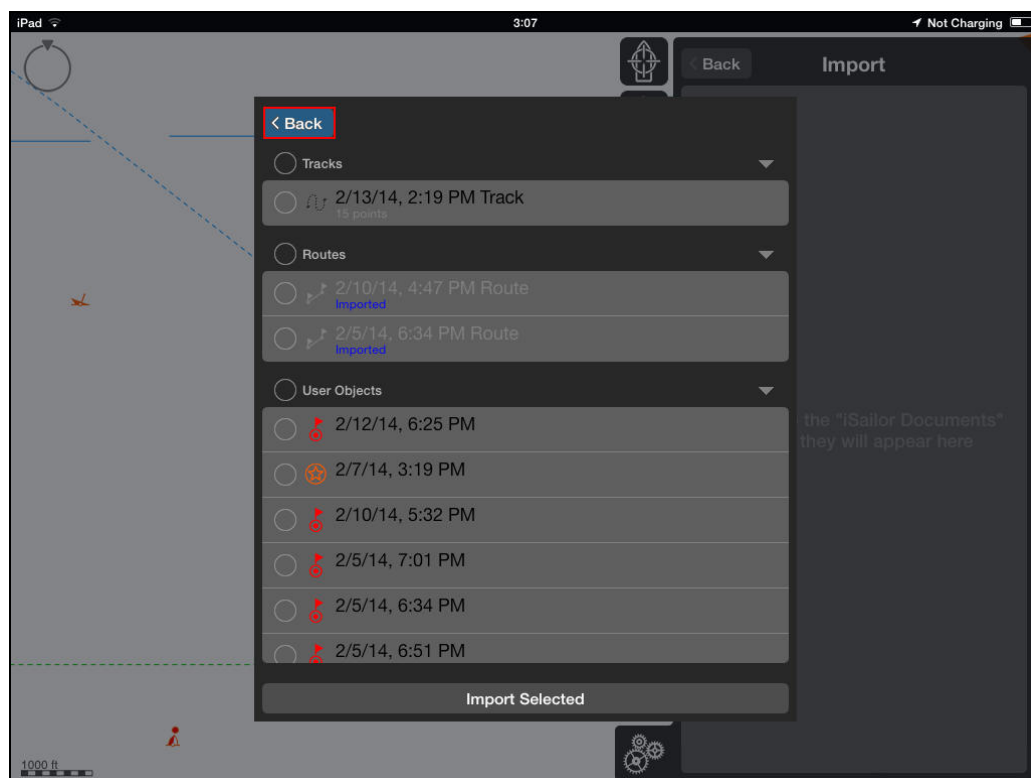 iPad 3:07 Not Charging
Back Import
Back
Tracks
2/13/14, 2:19 PM Track
15 points
Routes
2/10/14, 4:47 PM Route
Imported
2/5/14, 6:34 PM Route
Imported
User Objects
2/12/14, 6:25 PM
the "iSailor Documents"
2/7/14, 3:19 PM
they will appear here
2/10/14, 5:32 PM
2/5/14, 7:01 PM
2/5/14, 6:34 PM
2/5/14, 6:51 PM
Import Selected
1000 ft